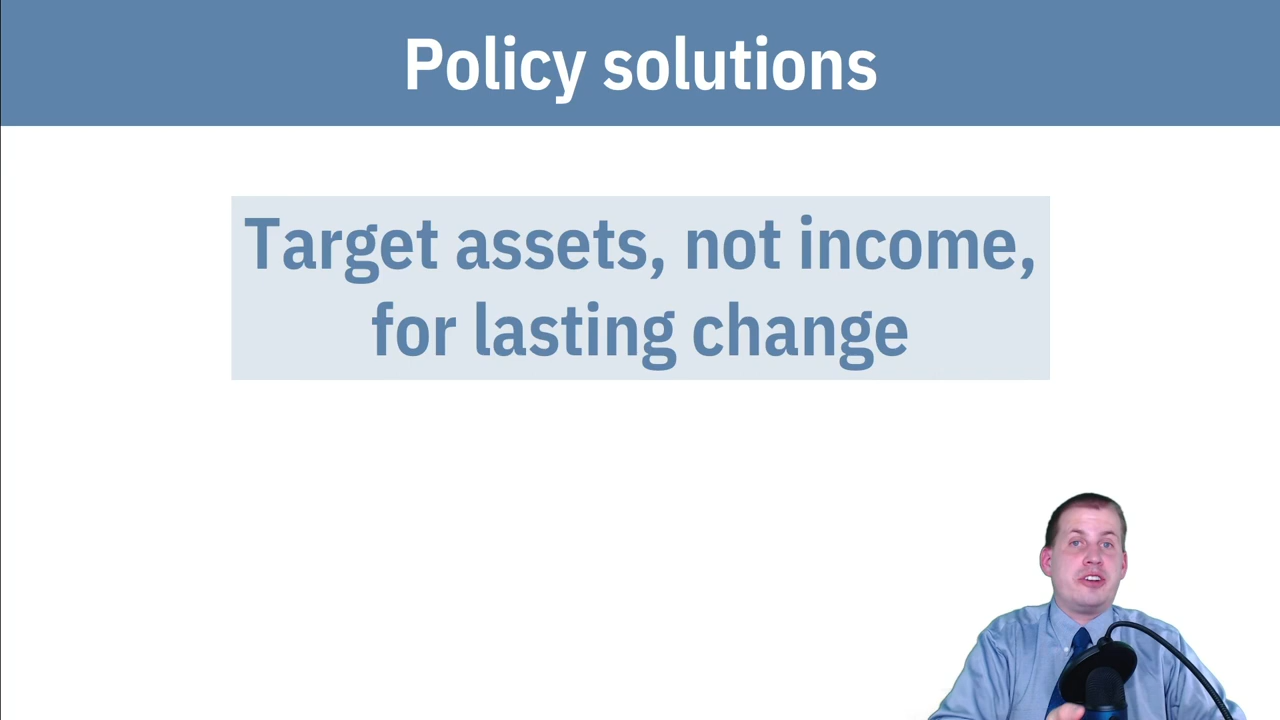 Policy solutions
Target assets, not income,
for lasting change